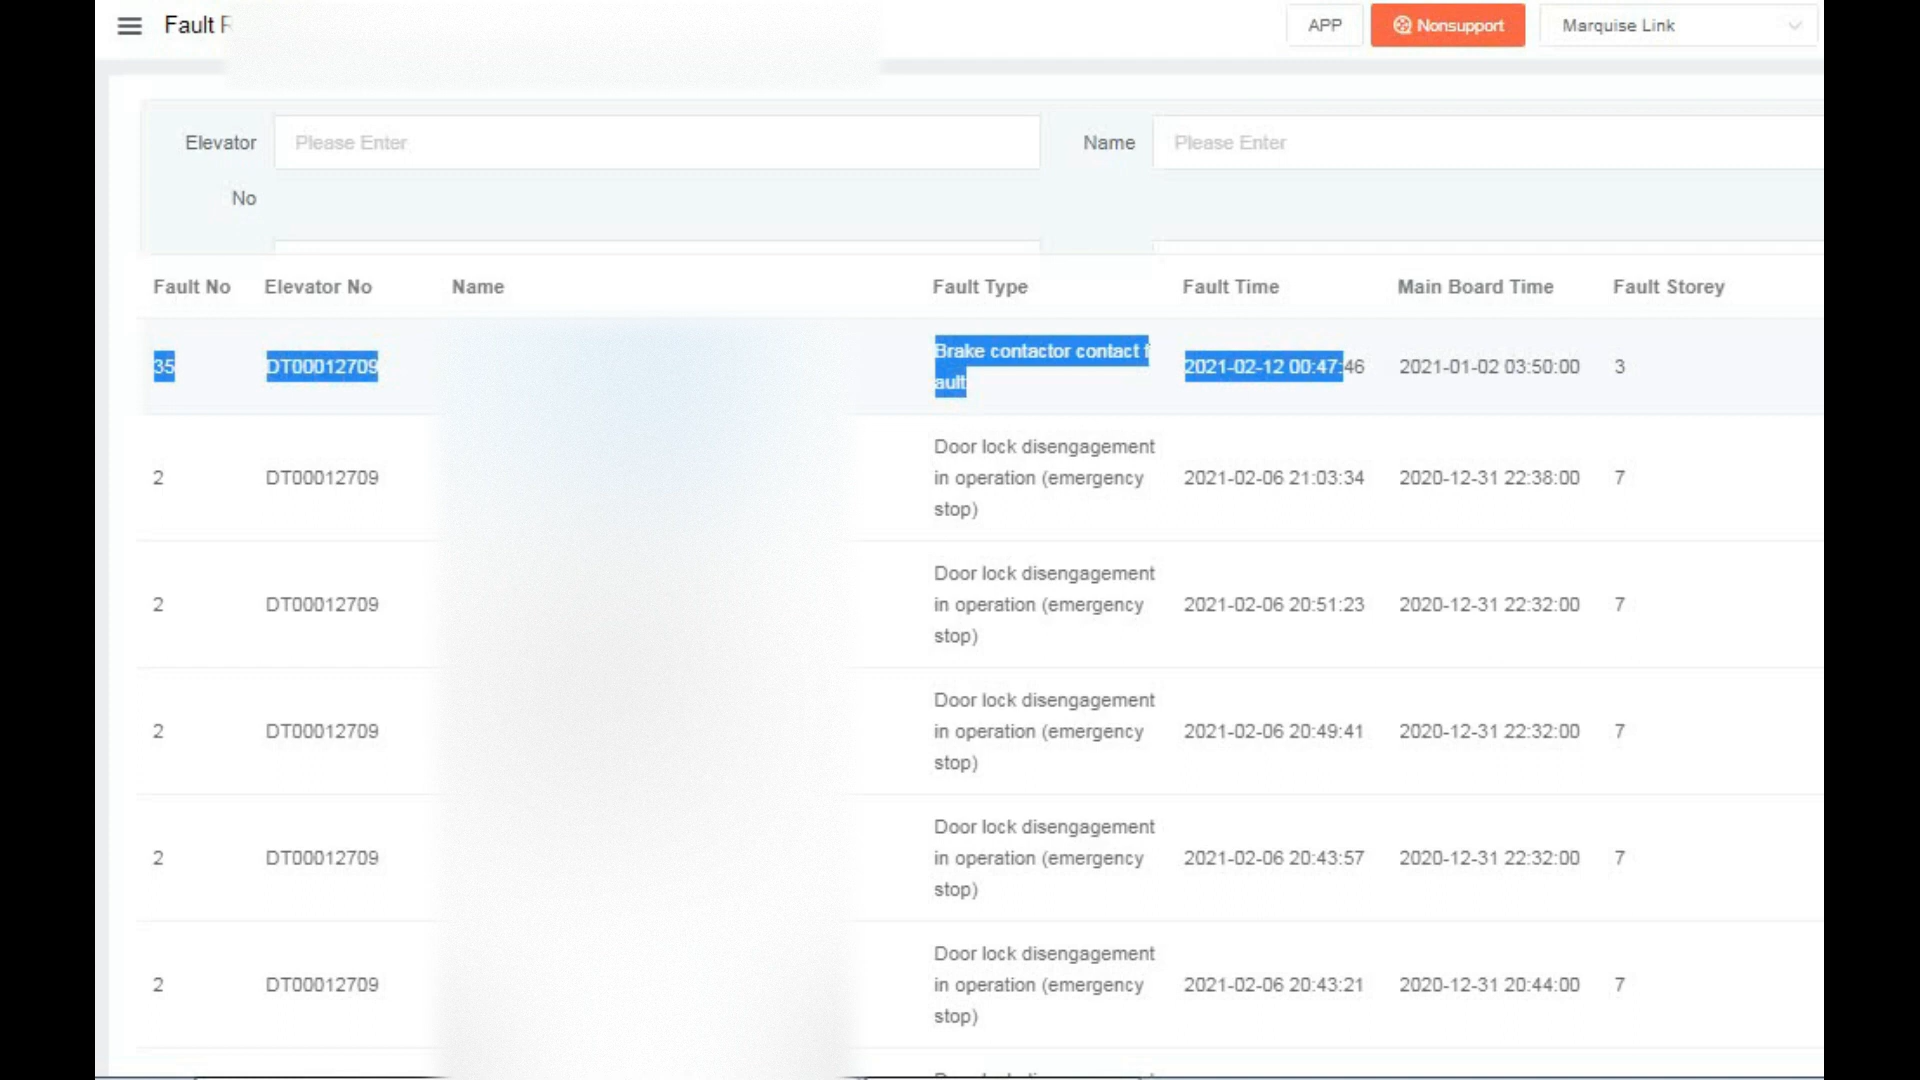 Fault
APP
Nonsupport
Marquise Link
Elevator No
Please Enter
Name
Please Enter
Fault No Elevator No Name Fault Type Fault Time Main Board Time Fault Storey
35 DT00012709 Brake contactor contact f 2021-02-12 00:47:46 2021-01-02 03:50:00 3
ault
Door lock disengagement
2 DT00012709 in operation (emergency 2021-02-06 21:03:34 2020-12-31 22:38:00 7
stop)
Door lock disengagement
2 DT00012709 in operation (emergency 2021-02-06 20:51:23 2020-12-31 22:32:00 7
stop)
Door lock disengagement
2 DT00012709 in operation (emergency 2021-02-06 20:49:41 2020-12-31 22:32:00 7
stop)
Door lock disengagement
2 DT00012709 in operation (emergency 2021-02-06 20:43:57 2020-12-31 22:32:00 7
stop)
Door lock disengagement
2 DT00012709 in operation (emergency 2021-02-06 20:43:21 2020-12-31 20:44:00 7
stop)